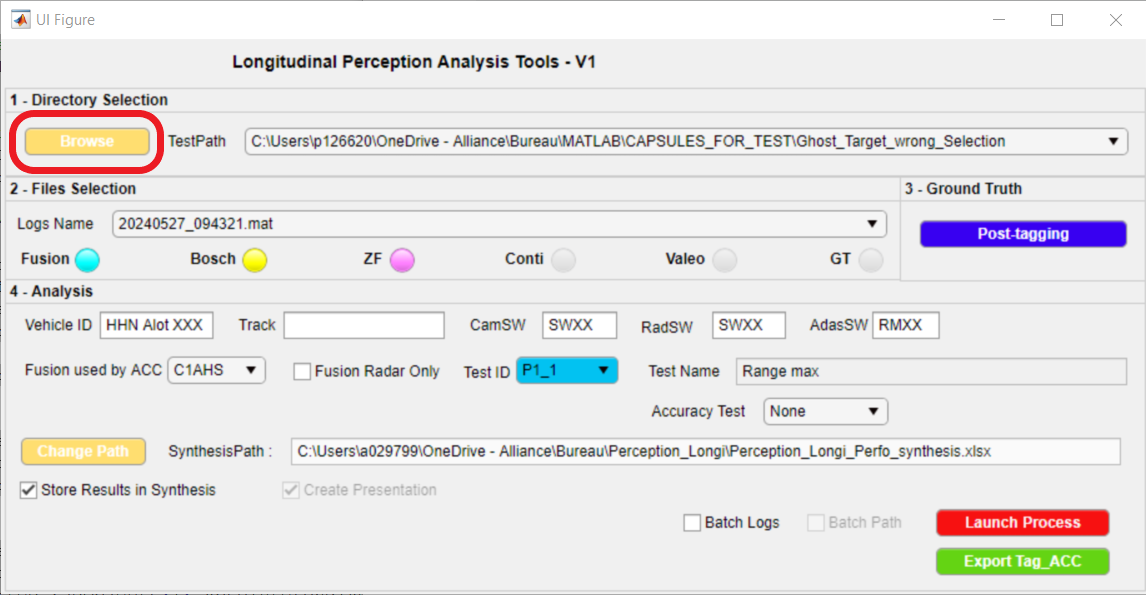 UI Figure
Longitudinal Perception Analysis Tools - V1
1 - Directory Selection
Browse TestPath C:\Users\p126620\OneDrive - Alliance\Bureau\MATLAB\CAPSULES_FOR_TEST\Ghost_Target_wrong_Selection
2 - Files Selection 3 - Ground Truth
Logs Name 20240527_094321.mat
Post-tagging
Fusion Bosch ZF Conti Valeo GT
4 - Analysis
Vehicle ID HHN Alot XXX Track CamSW SWXX RadSW SWXX AdasSW RMXX
Fusion used by ACC C1AHS Fusion Radar Only Test ID P1_1 Test Name Range max
Accuracy Test None
Change Path SynthesisPath : C:\Users\a029799\OneDrive - Alliance\Bureau\Perception_Longi\Perception_Longi_Perfo_synthesis.xlsx
Store Results in Synthesis Create Presentation
Batch Logs Batch Path Launch Process
Export Tag_ACC